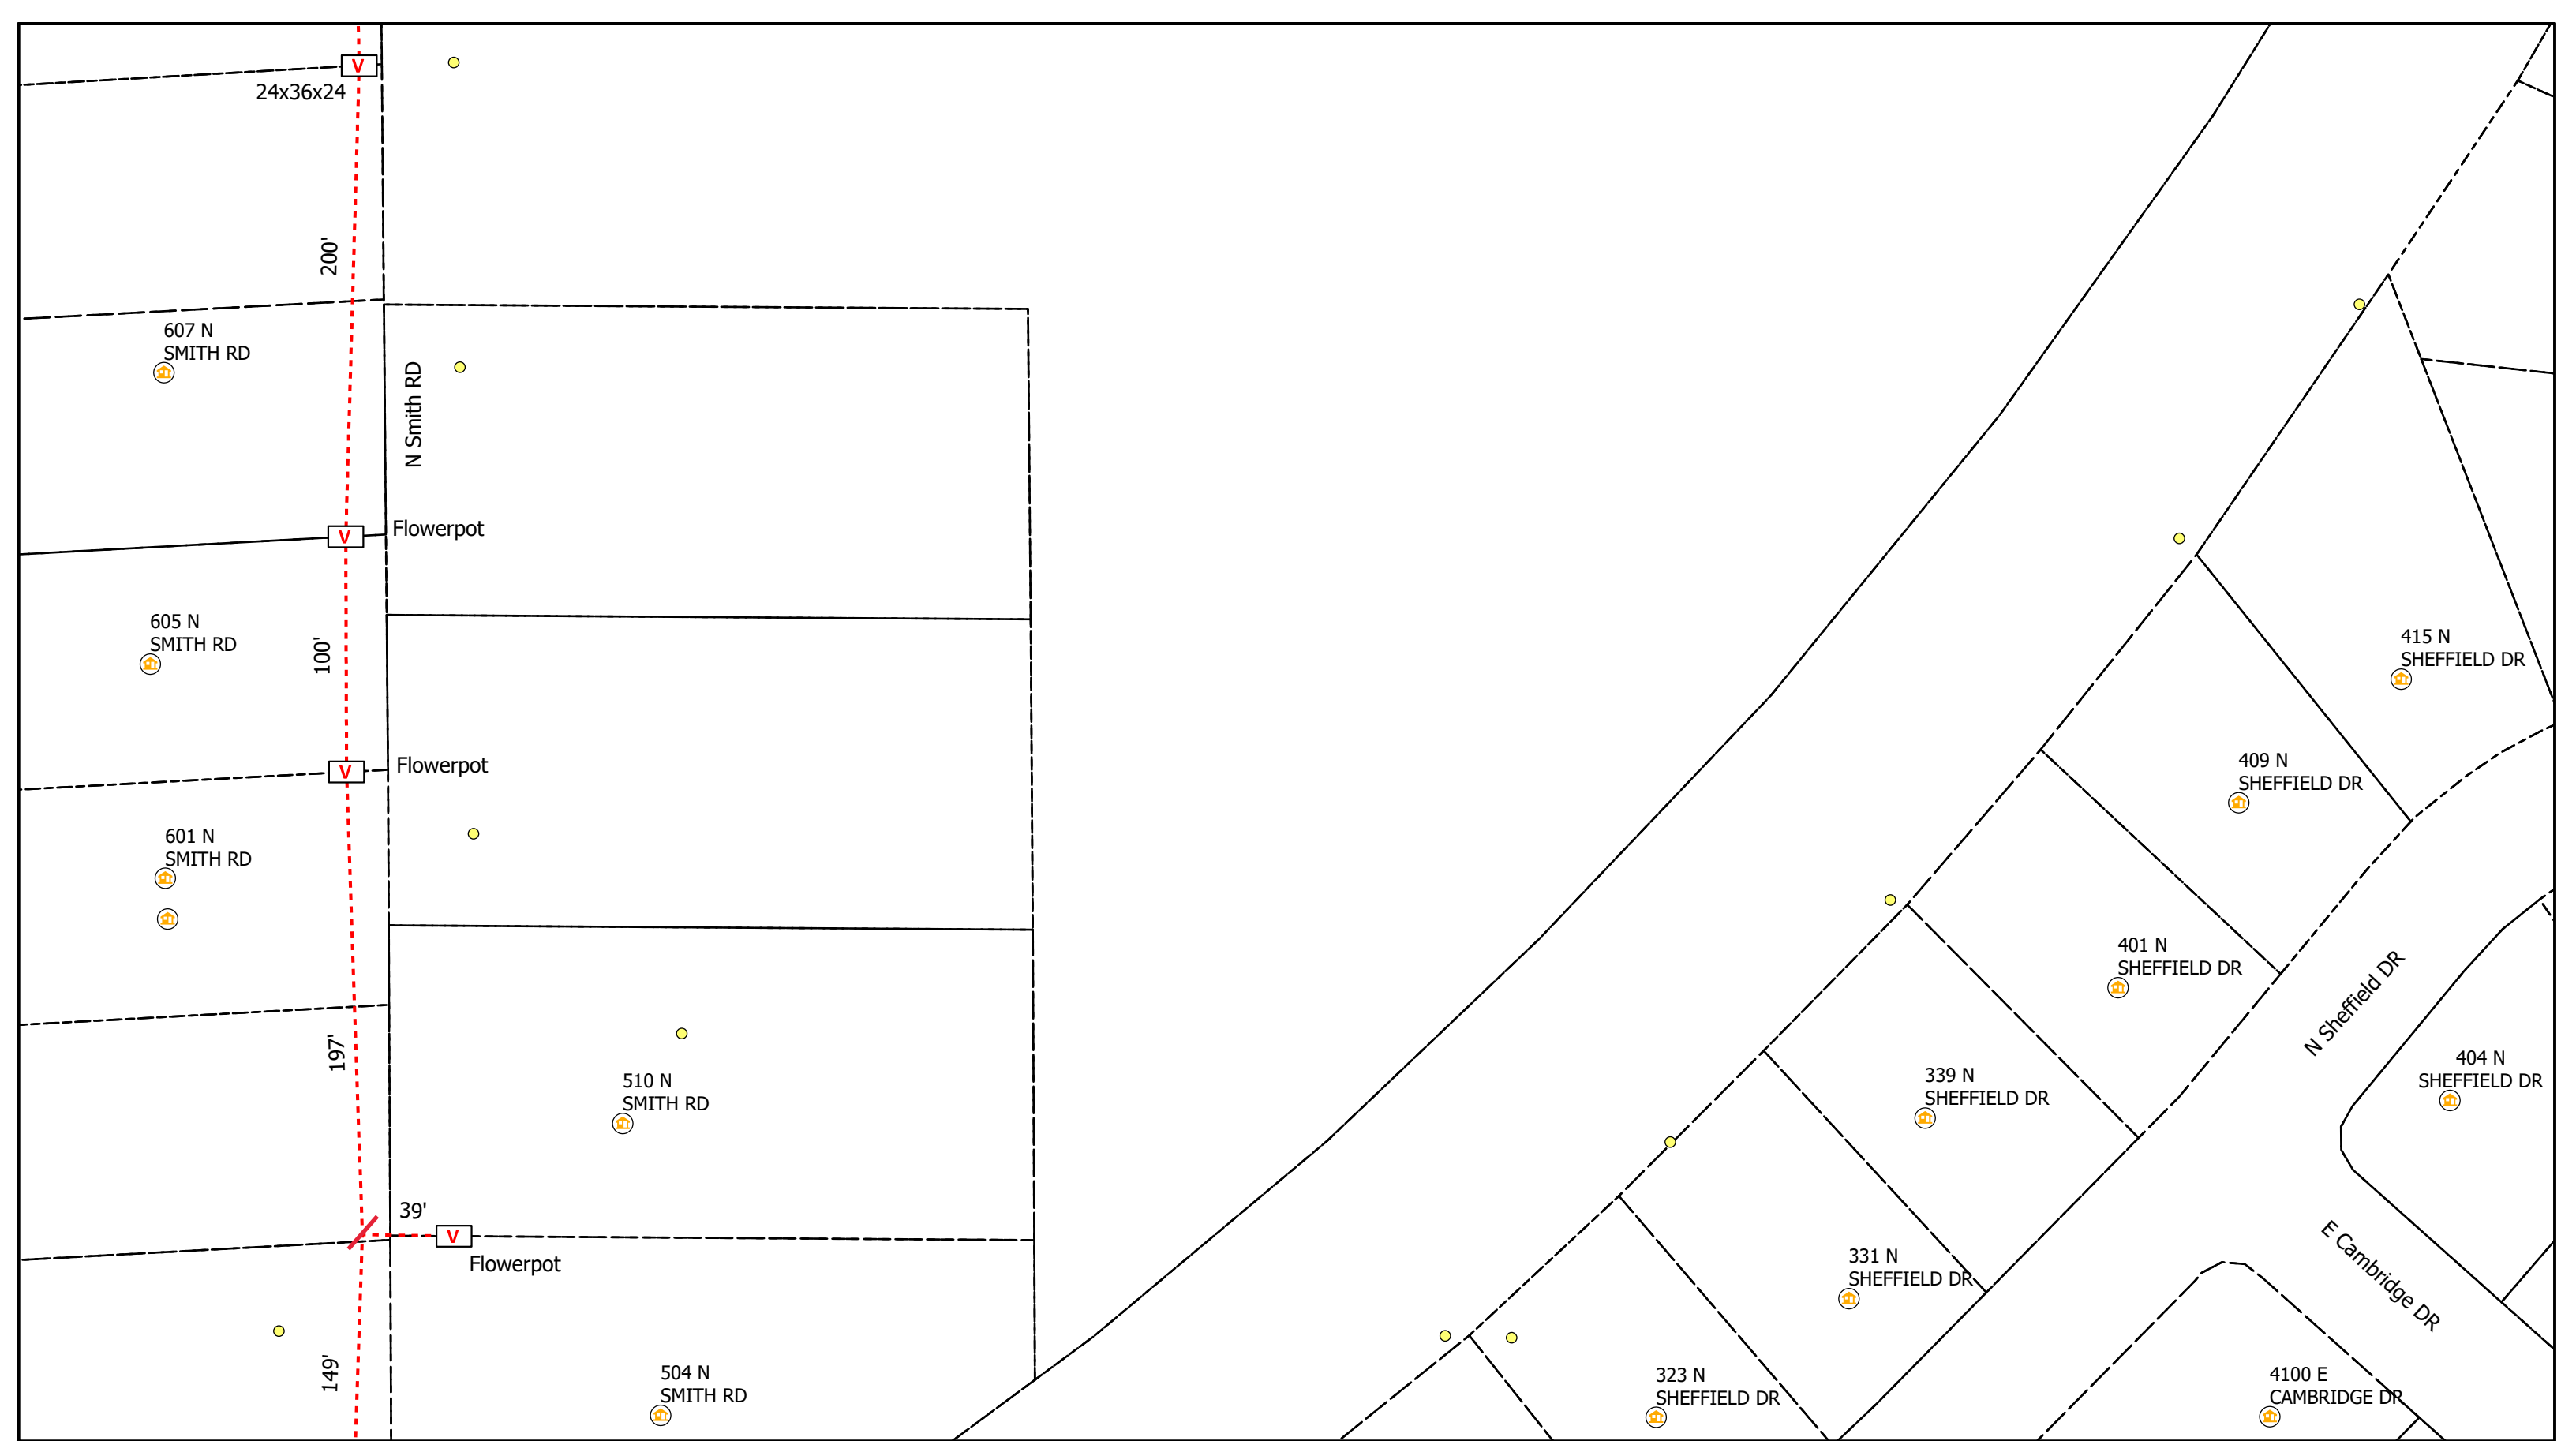 V
24x36x24
200'
607 N
SMITH RD
N Smith RD
V
Flowerpot
605 N
SMITH RD
100'
415 N
SHEFFIELD DR
V
Flowerpot
409 N
SHEFFIELD DR
601 N
SMITH RD
401 N
SHEFFIELD DR
N Sheffield DR
197'
510 N
SMITH RD
339 N
SHEFFIELD DR
404 N
SHEFFIELD DR
39'
V
Flowerpot
331 N
SHEFFIELD DR
E Cambridge DR
149'
504 N
SMITH RD
323 N
SHEFFIELD DR
4100 E
CAMBRIDGE DR